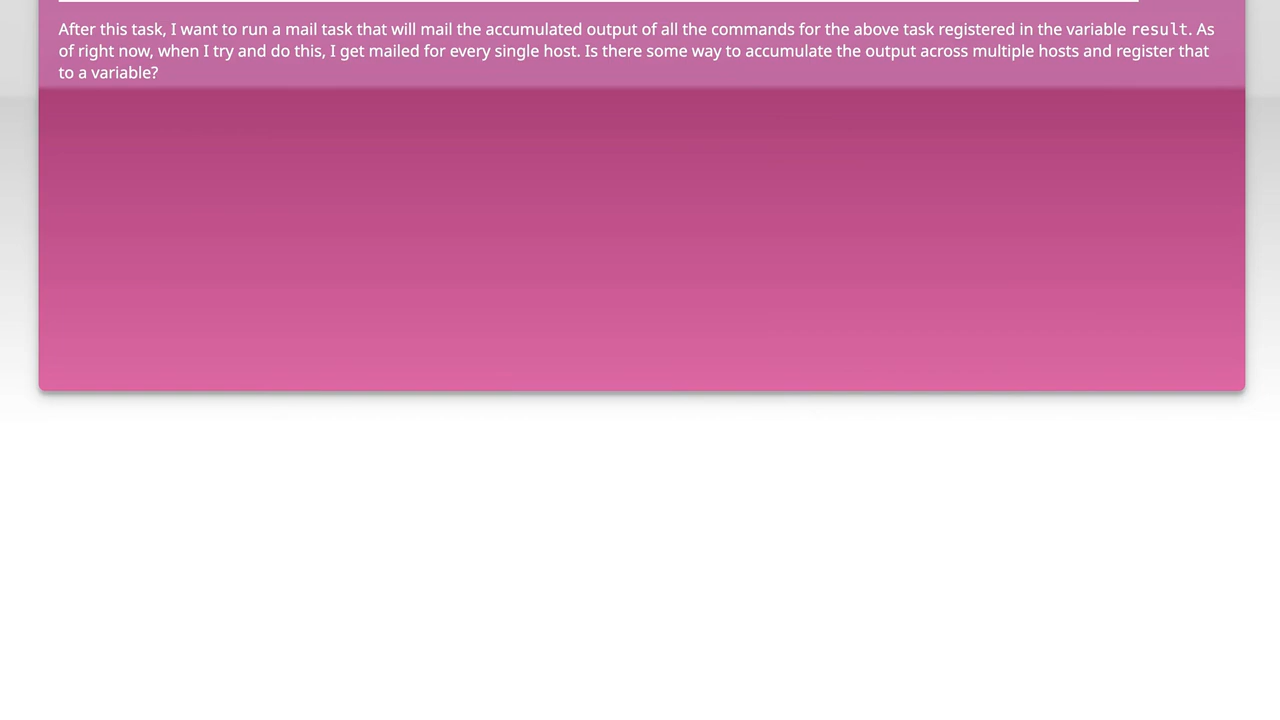 After this task, I want to run a mail task that will mail the accumulated output of all the commands for the above task registered in the variable result. As
of right now, when I try and do this, I get mailed for every single host. Is there some way to accumulate the output across multiple hosts and register that
to a variable?